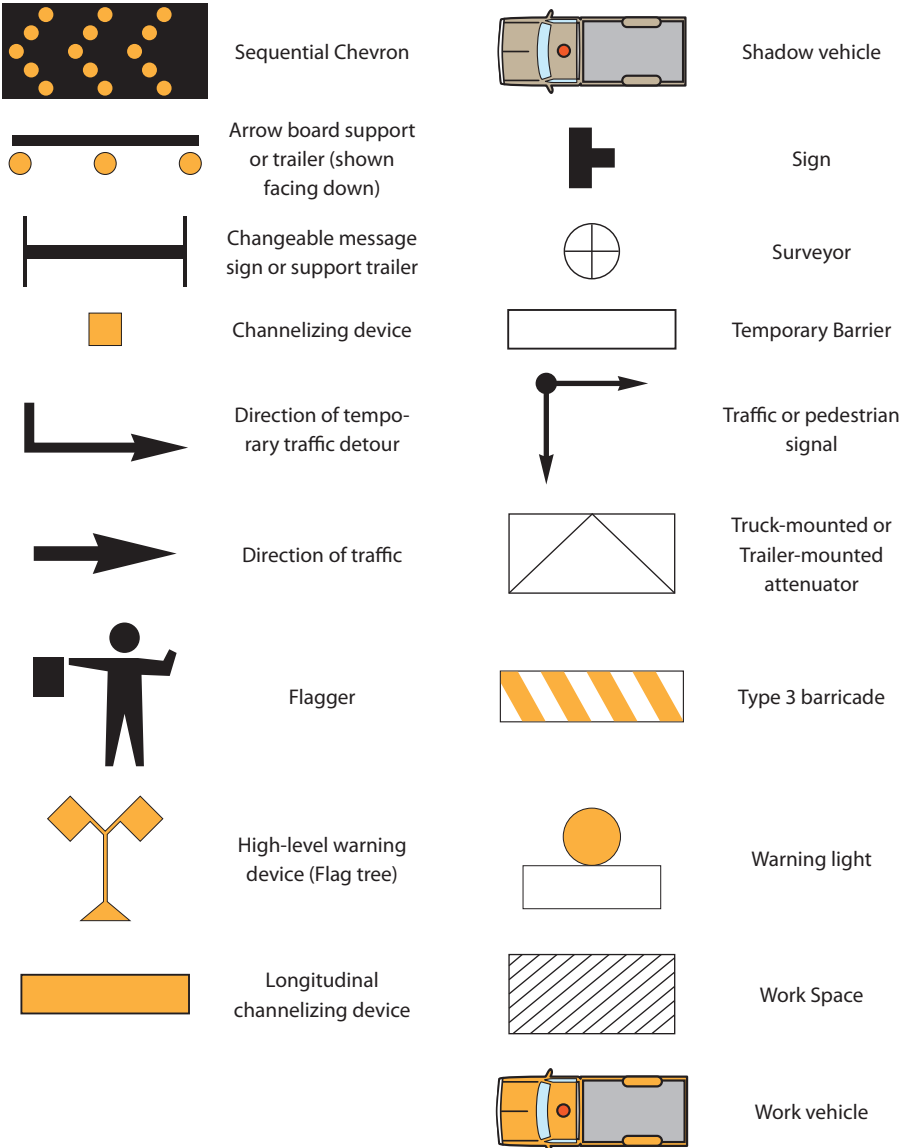 Sequential Chevron
Arrow board support
or trailer (shown
facing down)
Changeable message
sign or support trailer
Channelizing device
Direction of tempo-
rary traffic detour
Direction of traffic
Flagger
High-level warning
device (Flag tree)
Longitudinal
channelizing device
Shadow vehicle
Sign
Surveyor
Temporary Barrier
Traffic or pedestrian
signal
Truck-mounted or
Trailer-mounted
attenuator
Type 3 barricade
Warning light
Work Space
Work vehicle